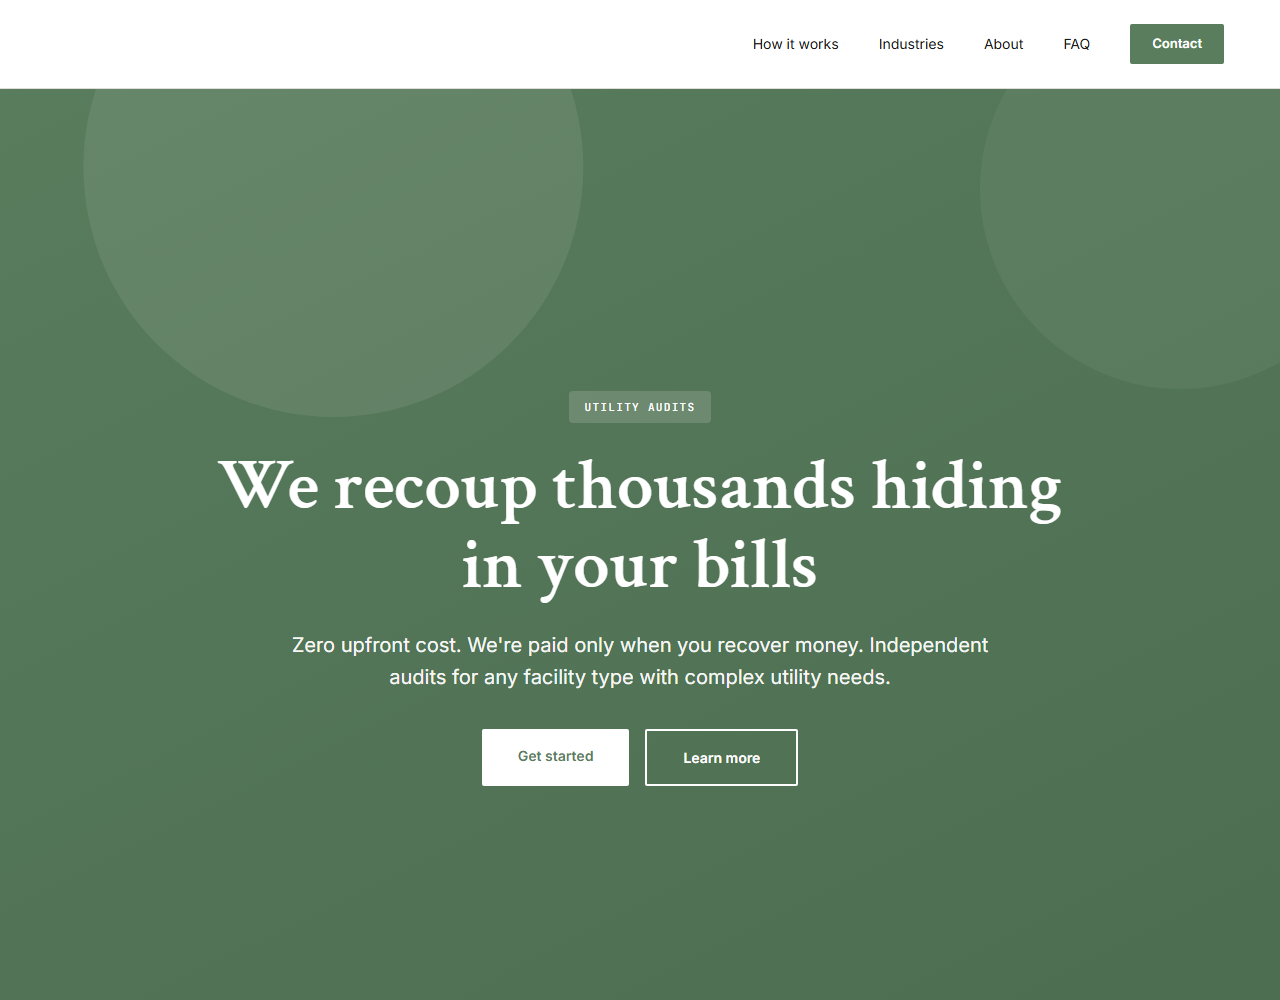 How it works
Industries
About
FAQ
Contact
UTILITY AUDITS
We recoup thousands hiding
in your bills
Zero upfront cost. We're paid only when you recover money. Independent
audits for any facility type with complex utility needs.
Get started
Learn more